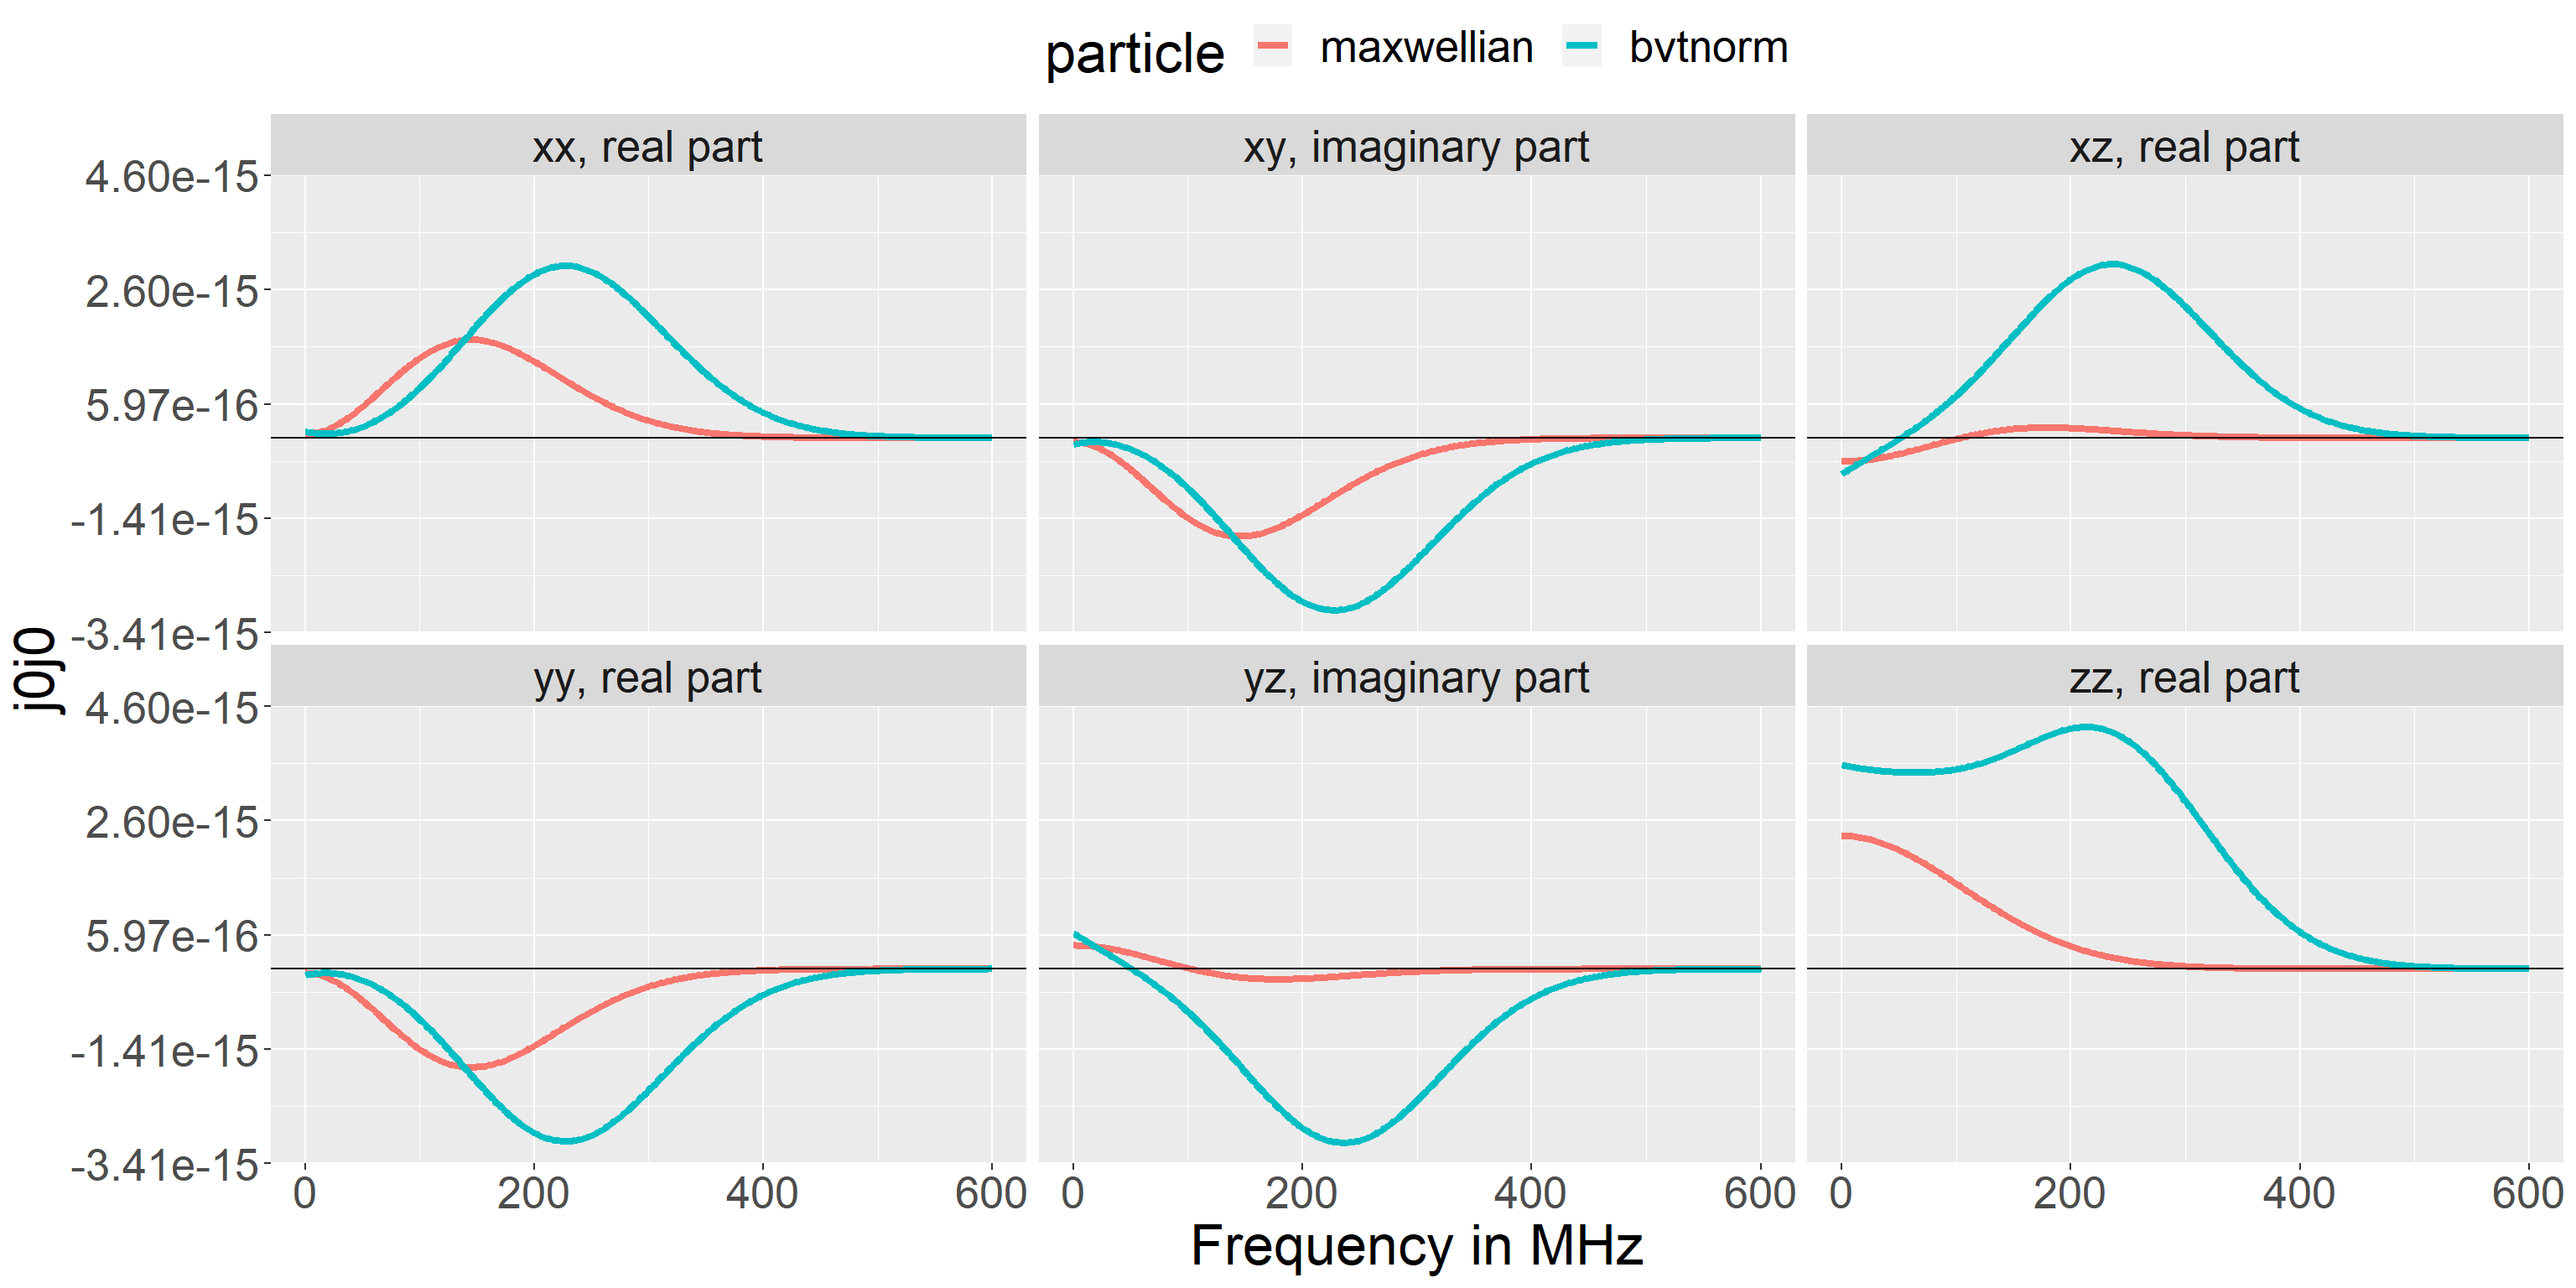 particle maxwellian bvtnorm
xx, real part xy, imaginary part xz, real part
4.60e-15
2.60e-15
5.97e-16
-1.41e-15
-3.41e-15
j0j0
yy, real part yz, imaginary part zz, real part
4.60e-15
2.60e-15
5.97e-16
-1.41e-15
-3.41e-15
0 200 400 600 0 200 400 600 0 200 400 600
Frequency in MHz